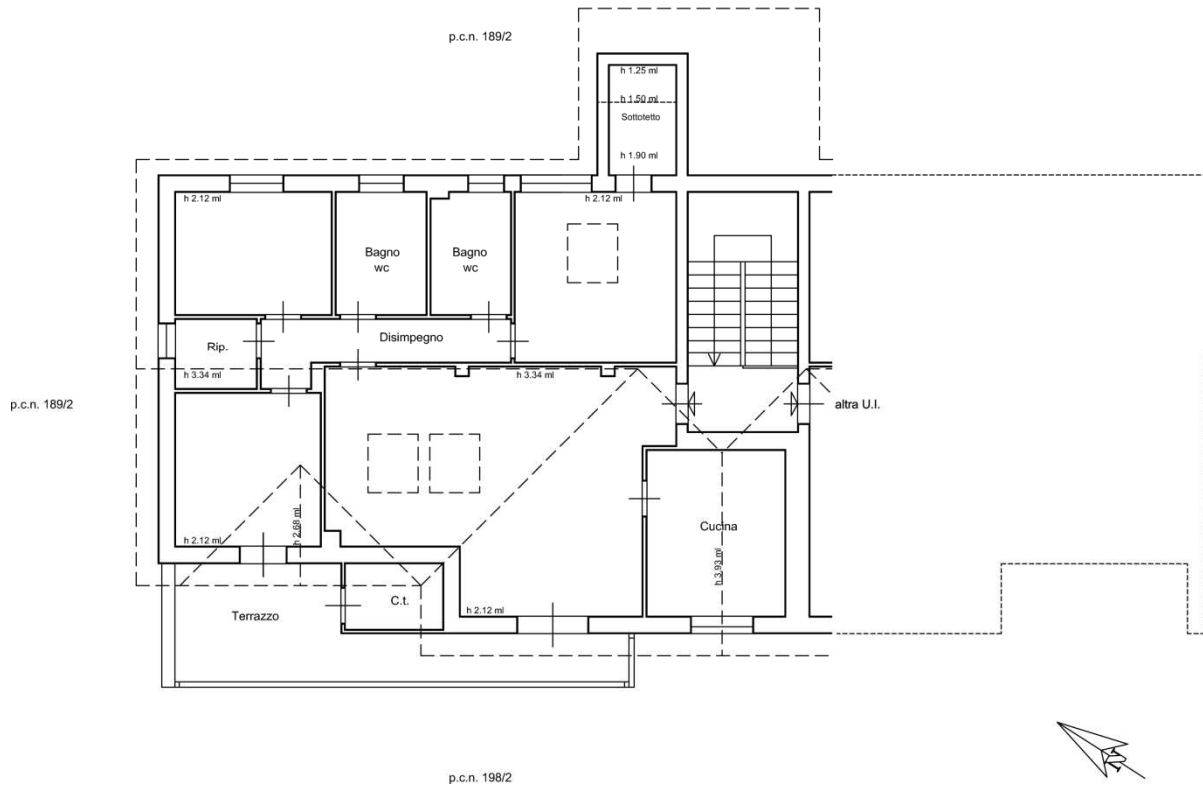 p.c.n. 189/2
h 1.25 ml
h 1.50 ml
Sottotetto
h 1.90 ml
h 2.12 ml
h 2.12 ml
Bagno
wc
Bagno
wc
Disimpegno
Rip.
h 3.34 ml
h 3.34 ml
p.c.n. 189/2
altra U.I.
h 2.12 ml
h 2.68 ml
Cucina
h 3.93 ml
C.t.
h 2.12 ml
Terrazzo
p.c.n. 198/2